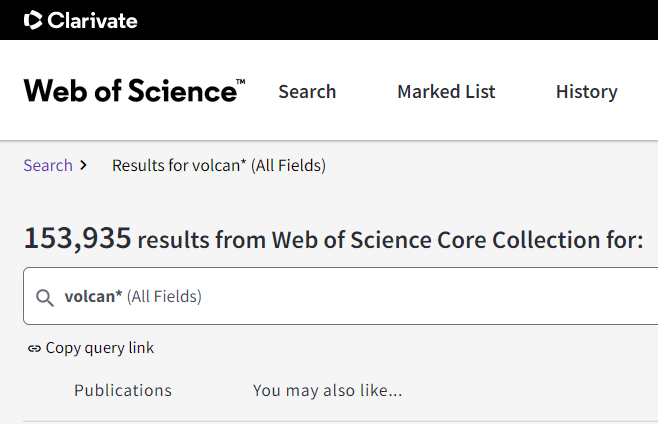 Clarivate
Web of Science™ Search Marked List History
Search > Results for volcan* (All Fields)
153,935 results from Web of Science Core Collection for:
volcan* (All Fields)
Copy query link
Publications You may also like...